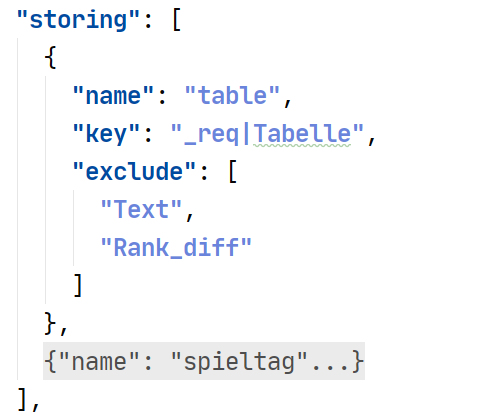 "storing": [
{
"name": "table",
"key": "_req|Tabelle",
"exclude": [
"Text",
"Rank_diff"
]
},
{"name": "spieltag"...}
],